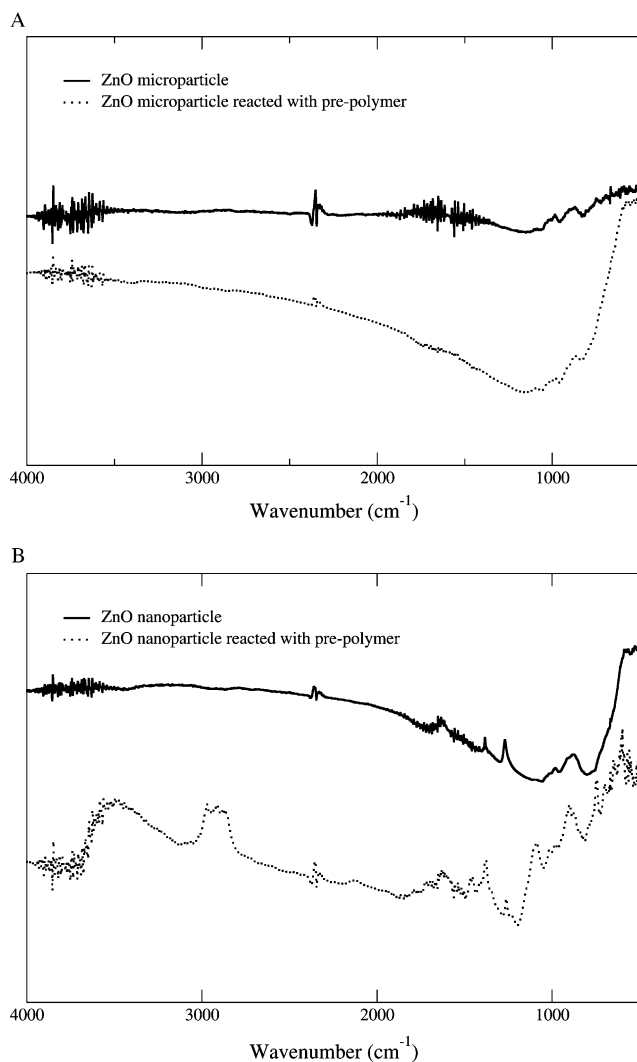 A
ZnO microparticle
ZnO microparticle reacted with pre-polymer
4000 3000 2000 1000
Wavenumber (cm⁻¹)
B
ZnO nanoparticle
ZnO nanoparticle reacted with pre-polymer
4000 3000 2000 1000
Wavenumber (cm⁻¹)